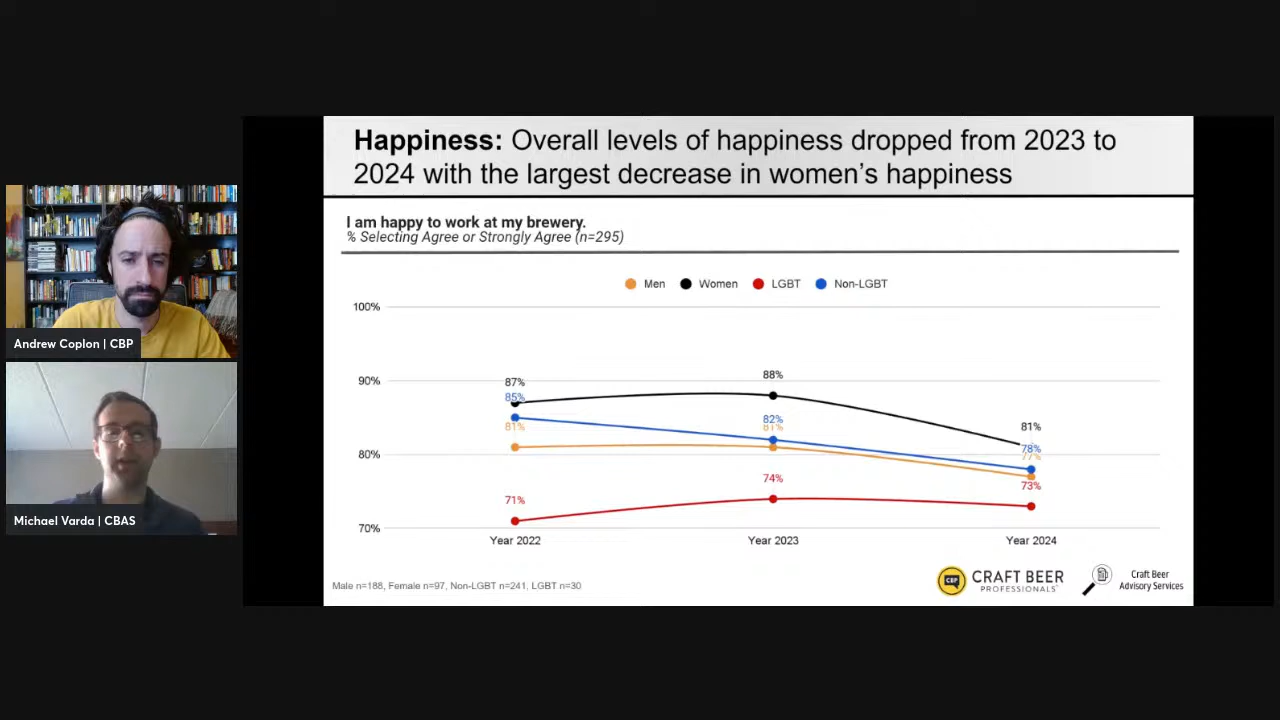 Happiness: Overall levels of happiness dropped from 2023 to
2024 with the largest decrease in women's happiness
I am happy to work at my brewery.
% Selecting Agree or Strongly Agree (n=295)
Men
Women
LGBT
Non-LGBT
100%
90%
80%
70%
87%
85%
81%
71%
88%
82%
81%
74%
81%
78%
77%
73%
Year 2022
Year 2023
Year 2024
Male n=188, Female n=97, Non-LGBT n=241, LGBT n=30
CBP
CRAFT BEER
PROFESSIONALS
Craft Beer
Advisory Services
Andrew Coplon | CBP
Michael Varda | CBAS